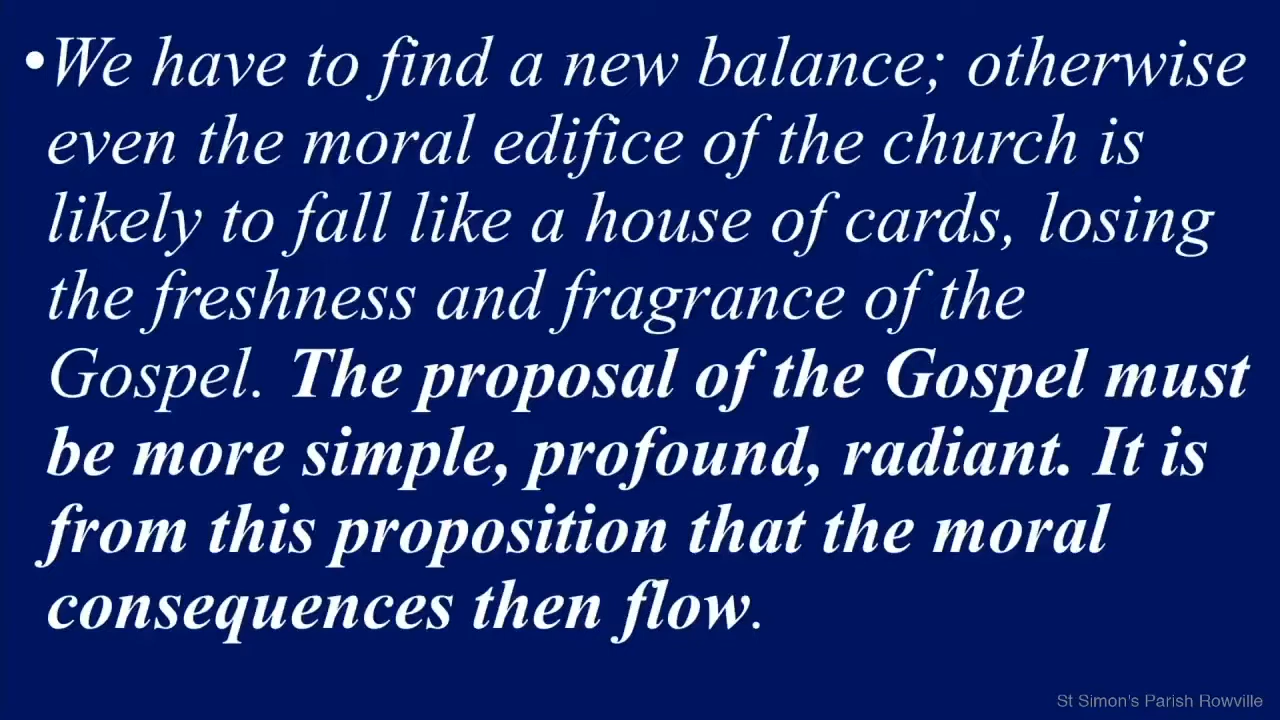 •We have to find a new balance; otherwise
even the moral edifice of the church is
likely to fall like a house of cards, losing
the freshness and fragrance of the
Gospel. The proposal of the Gospel must
be more simple, profound, radiant. It is
from this proposition that the moral
consequences then flow.
St Simon's Parish Rowville